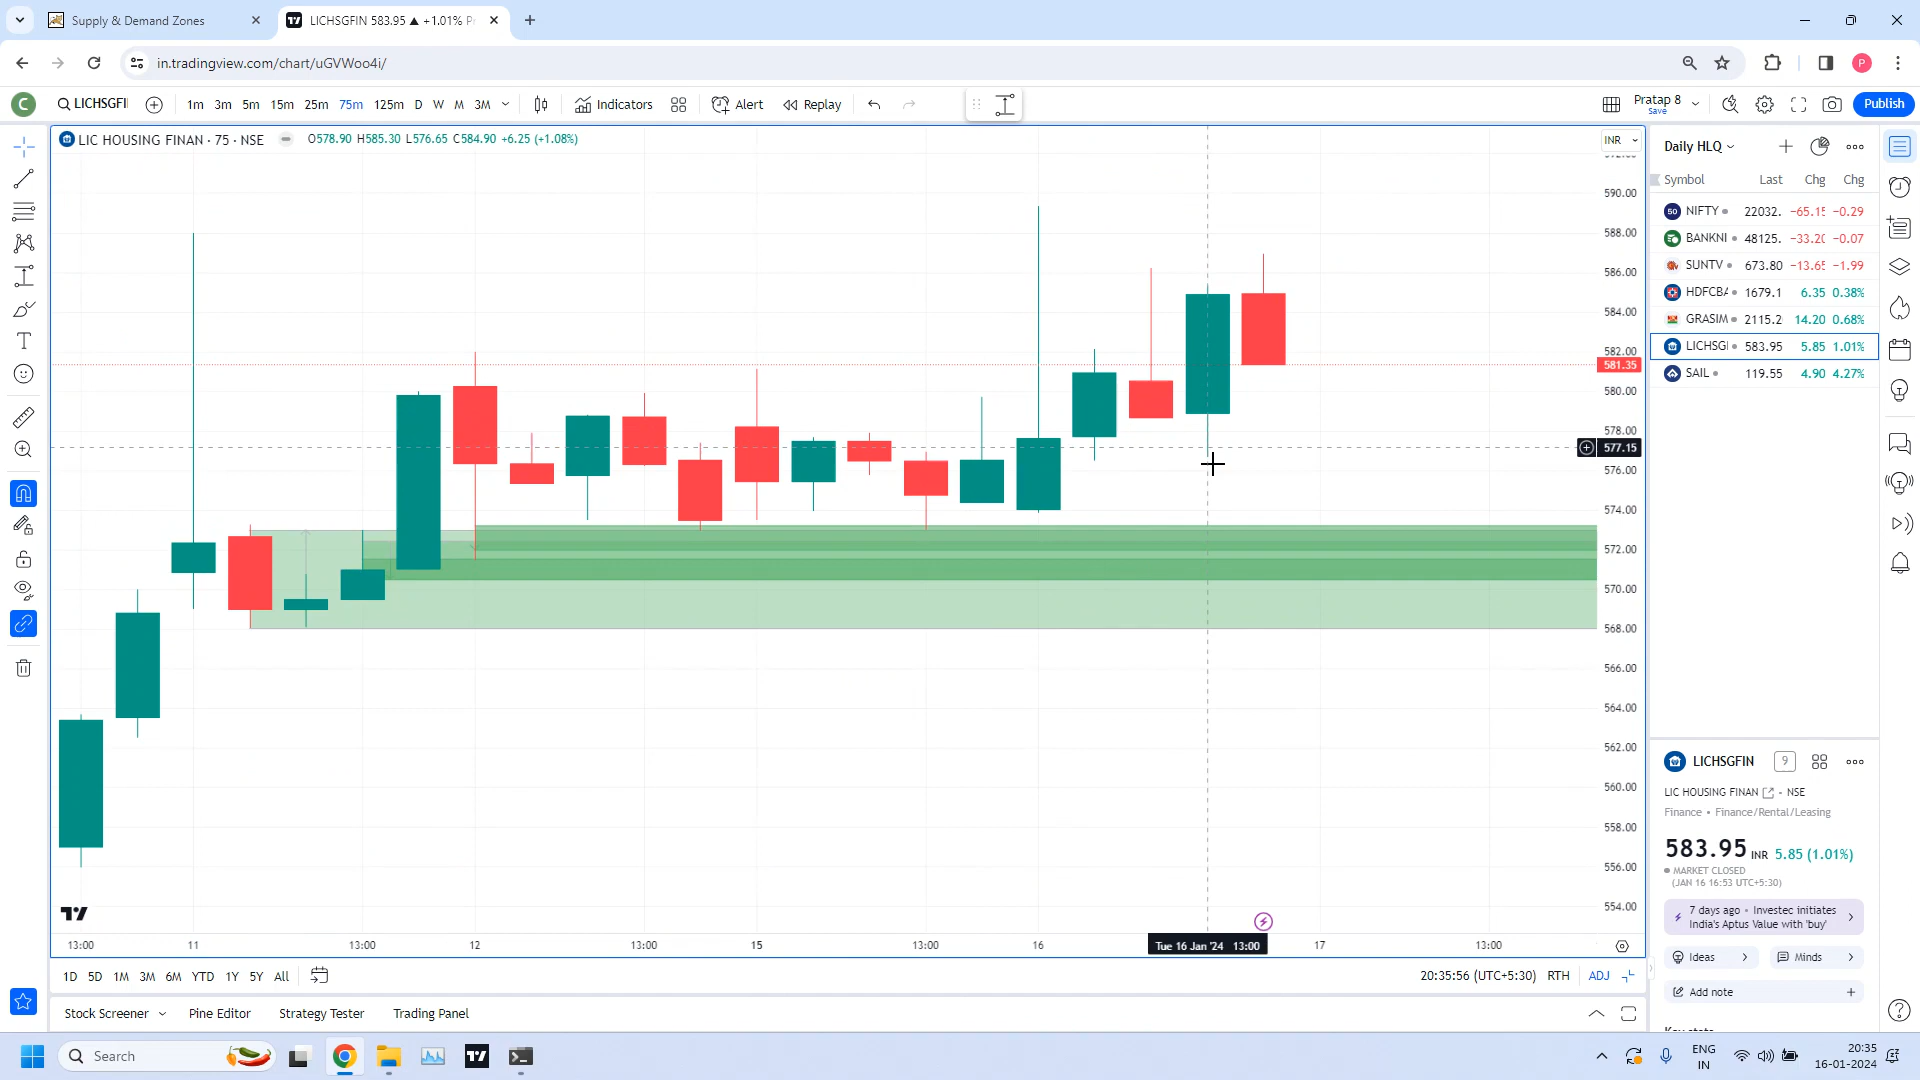 Supply & Demand Zones
LICHSGFIN 583.95 ▲ +1.01%
in.tradingview.com/chart/uGVWoo4i/
P
C
LICHSGFI
1m
3m
5m
15m
25m
75m
125m
D
W
M
3M
Indicators
Alert
Replay
Pratap 8
Save
Publish
LIC HOUSING FINAN · 75 · NSE
O578.90 H585.30 L576.65 C584.90 +6.25 (+1.08%)
INR
590.00
588.00
586.00
584.00
582.00
581.35
580.00
578.00
577.15
576.00
574.00
572.00
570.00
568.00
566.00
564.00
562.00
560.00
558.00
556.00
554.00
13:00
11
13:00
12
13:00
15
13:00
16
Tue 16 Jan '24 13:00
17
13:00
1D
5D
1M
3M
6M
YTD
1Y
5Y
All
20:35:56 (UTC+5:30)
RTH
ADJ
Stock Screener
Pine Editor
Strategy Tester
Trading Panel
Daily HLQ
Symbol Last Chg Chg
NIFTY 22032. −65.15 −0.29
BANKNI 48125. −33.20 −0.07
SUNTV 673.80 −13.65 −1.99
HDFCBA 1679.1 6.35 0.38%
GRASIM 2115.2 14.20 0.68%
LICHSGI 583.95 5.85 1.01%
SAIL 119.55 4.90 4.27%
LICHSGFIN
9
LIC HOUSING FINAN - NSE
Finance • Finance/Rental/Leasing
583.95 INR 5.85 (1.01%)
MARKET CLOSED
(JAN 16 16:53 UTC+5:30)
7 days ago • Investec initiates
India's Aptus Value with 'buy'
Ideas
Minds
Add note
Search
ENG
IN
20:35
16-01-2024